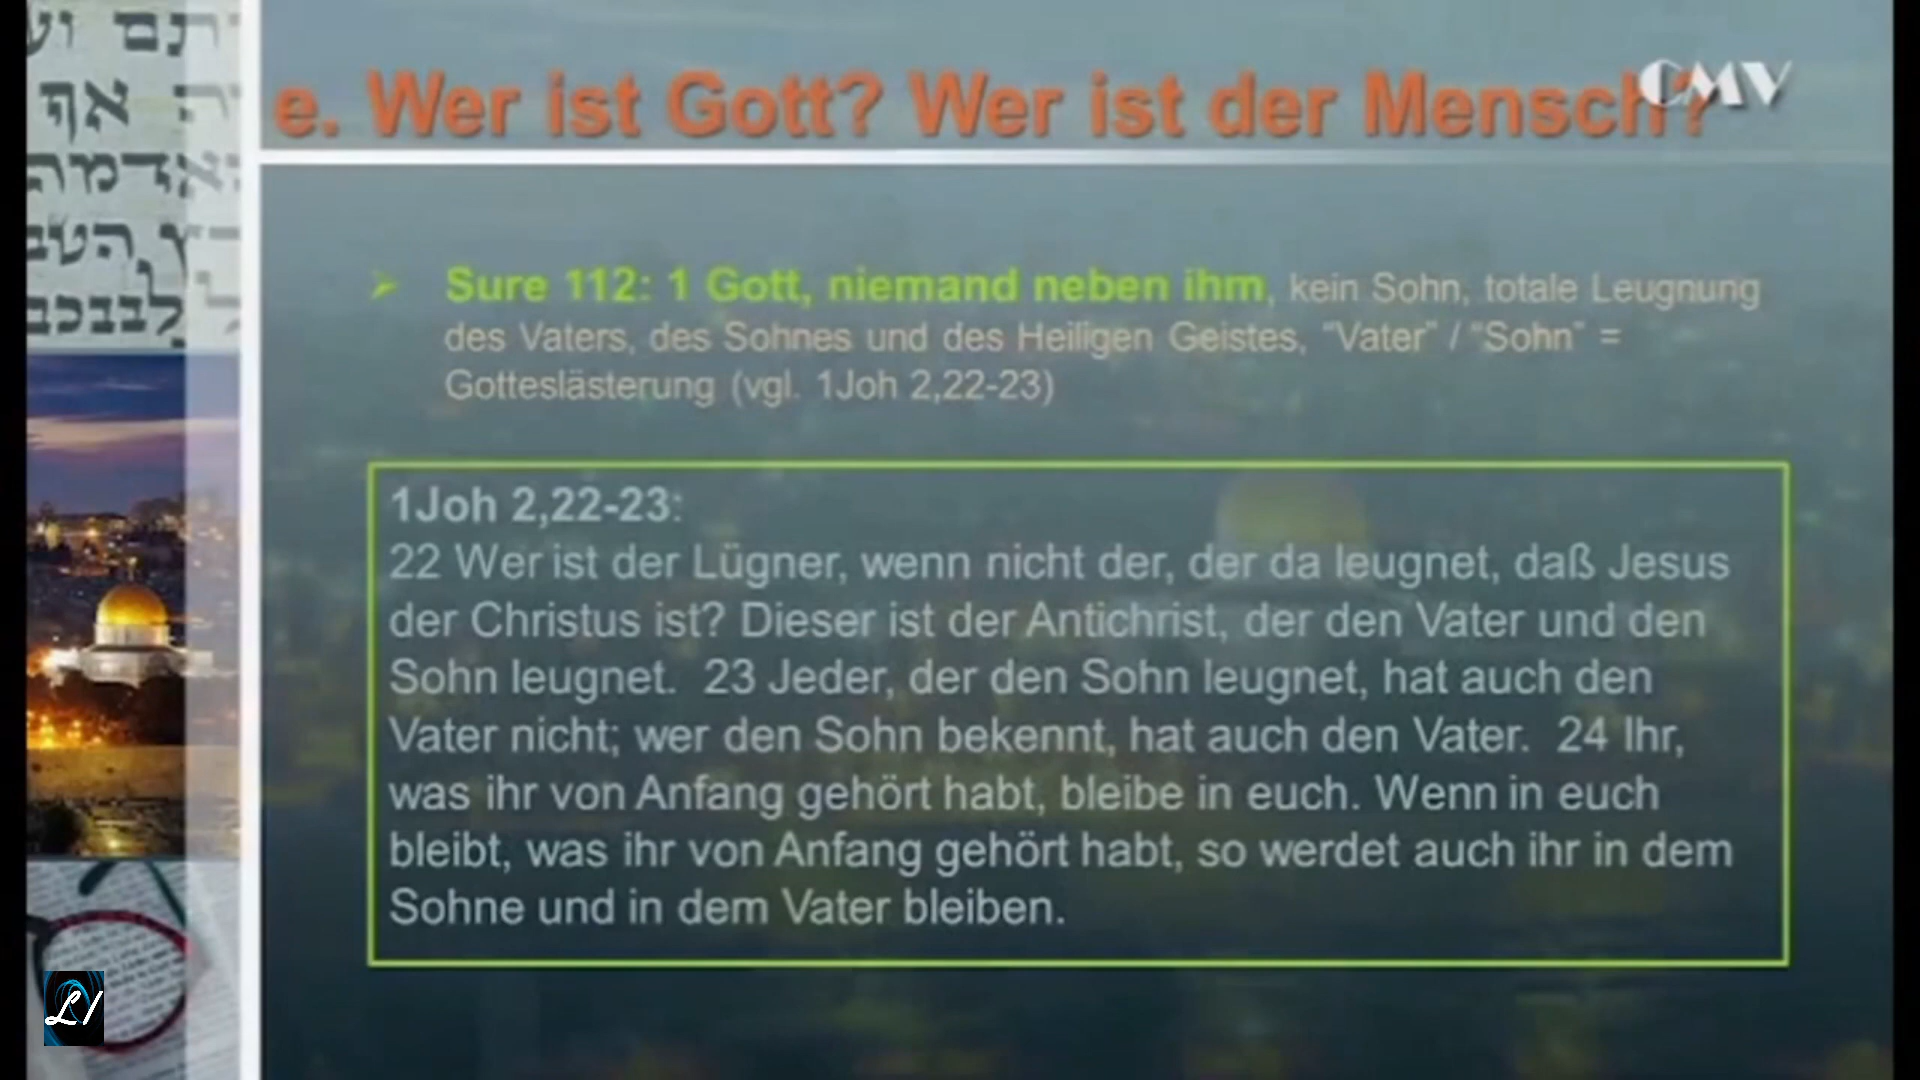 e. Wer ist Gott? Wer ist der Mensch?
CMV
➢ Sure 112: 1 Gott, niemand neben ihm, kein Sohn, totale Leugnung
des Vaters, des Sohnes und des Heiligen Geistes, “Vater” / “Sohn” =
Gotteslästerung (vgl. 1Joh 2,22-23)
1Joh 2,22-23:
22 Wer ist der Lügner, wenn nicht der, der da leugnet, daß Jesus
der Christus ist? Dieser ist der Antichrist, der den Vater und den
Sohn leugnet. 23 Jeder, der den Sohn leugnet, hat auch den
Vater nicht; wer den Sohn bekennt, hat auch den Vater. 24 Ihr,
was ihr von Anfang gehört habt, bleibe in euch. Wenn in euch
bleibt, was ihr von Anfang gehört habt, so werdet auch ihr in dem
Sohne und in dem Vater bleiben.
אף